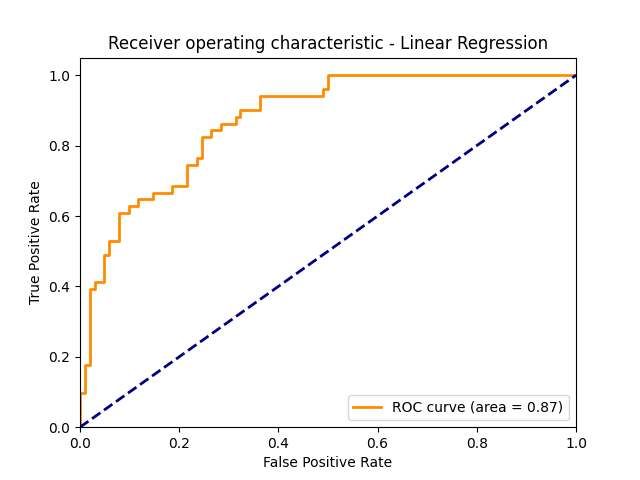 Receiver operating characteristic - Linear Regression
True Positive Rate
1.0
0.8
0.6
0.4
0.2
0.0
0.0 0.2 0.4 0.6 0.8 1.0
False Positive Rate
ROC curve (area = 0.87)